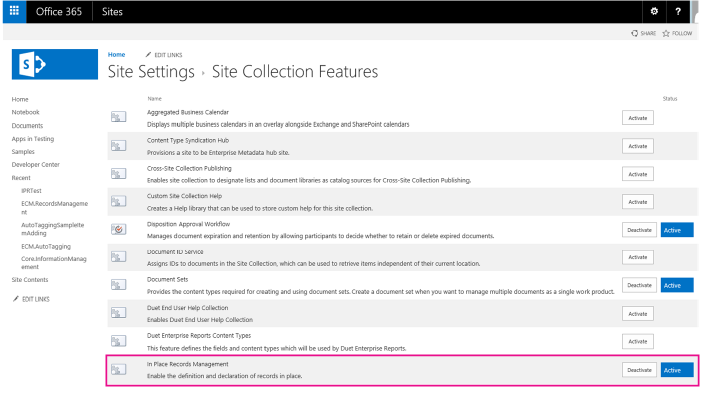 Office 365 Sites
?
SHARE FOLLOW
S
Home EDIT LINKS
Site Settings › Site Collection Features
Home
Notebook
Documents
Apps in Testing
Samples
Developer Center
Recent
IPRTest
ECM.RecordsManageme
nt
AutoTaggingSamplette
mAdding
ECM.AutoTagging
Core.InformationManag
ement
Site Contents
EDIT LINKS
Name Status
Aggregated Business Calendar
Displays multiple business calendars in an overlay alongside Exchange and SharePoint calendars
Activate
Content Type Syndication Hub
Provisions a site to be Enterprise Metadata hub site.
Activate
Cross-Site Collection Publishing
Enables site collection to designate lists and document libraries as catalog sources for Cross-Site Collection Publishing.
Activate
Custom Site Collection Help
Creates a Help library that can be used to store custom help for this site collection.
Activate
Disposition Approval Workflow
Manages document expiration and retention by allowing participants to decide whether to retain or delete expired documents.
Deactivate Active
Document ID Service
Assigns IDs to documents in the Site Collection, which can be used to retrieve items independent of their current location.
Activate
Document Sets
Provides the content types required for creating and using document sets. Create a document set when you want to manage multiple documents as a single work product.
Deactivate Active
Duet End User Help Collection
Enables Duet End User Help Collection
Activate
Duet Enterprise Reports Content Types
This feature defines the fields and content types which will be used by Duet Enterprise Reports.
Activate
In Place Records Management
Enable the definition and declaration of records in place.
Deactivate Active